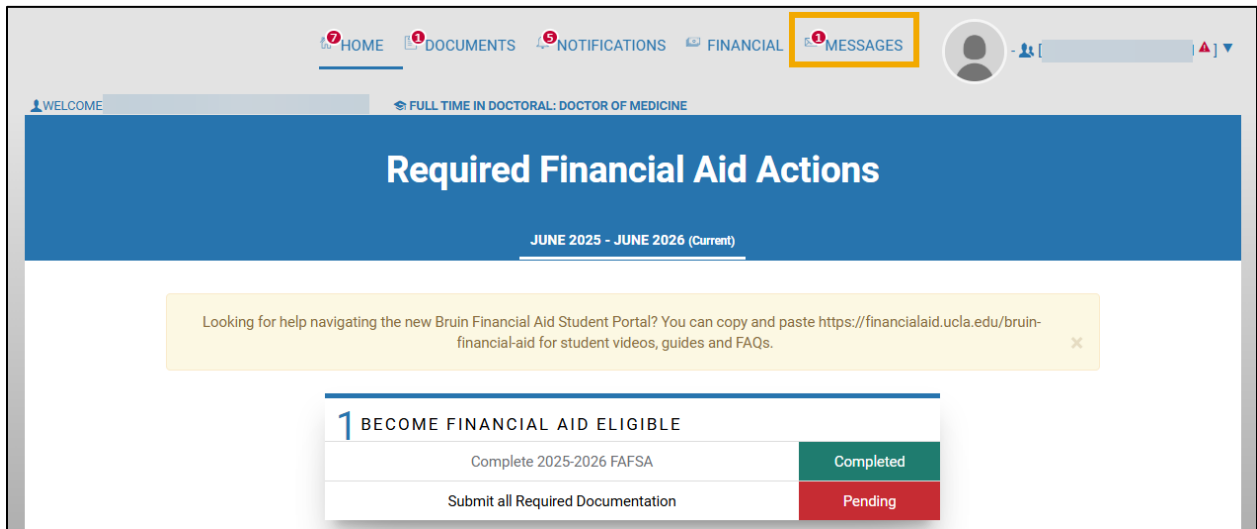 7 HOME 1 DOCUMENTS 5 NOTIFICATIONS FINANCIAL 1 MESSAGES - [ ] ▼
WELCOME FULL TIME IN DOCTORAL: DOCTOR OF MEDICINE
Required Financial Aid Actions
JUNE 2025 - JUNE 2026 (Current)
Looking for help navigating the new Bruin Financial Aid Student Portal? You can copy and paste https://financialaid.ucla.edu/bruin-
financial-aid for student videos, guides and FAQs. ×
1 BECOME FINANCIAL AID ELIGIBLE
Complete 2025-2026 FAFSA Completed
Submit all Required Documentation Pending